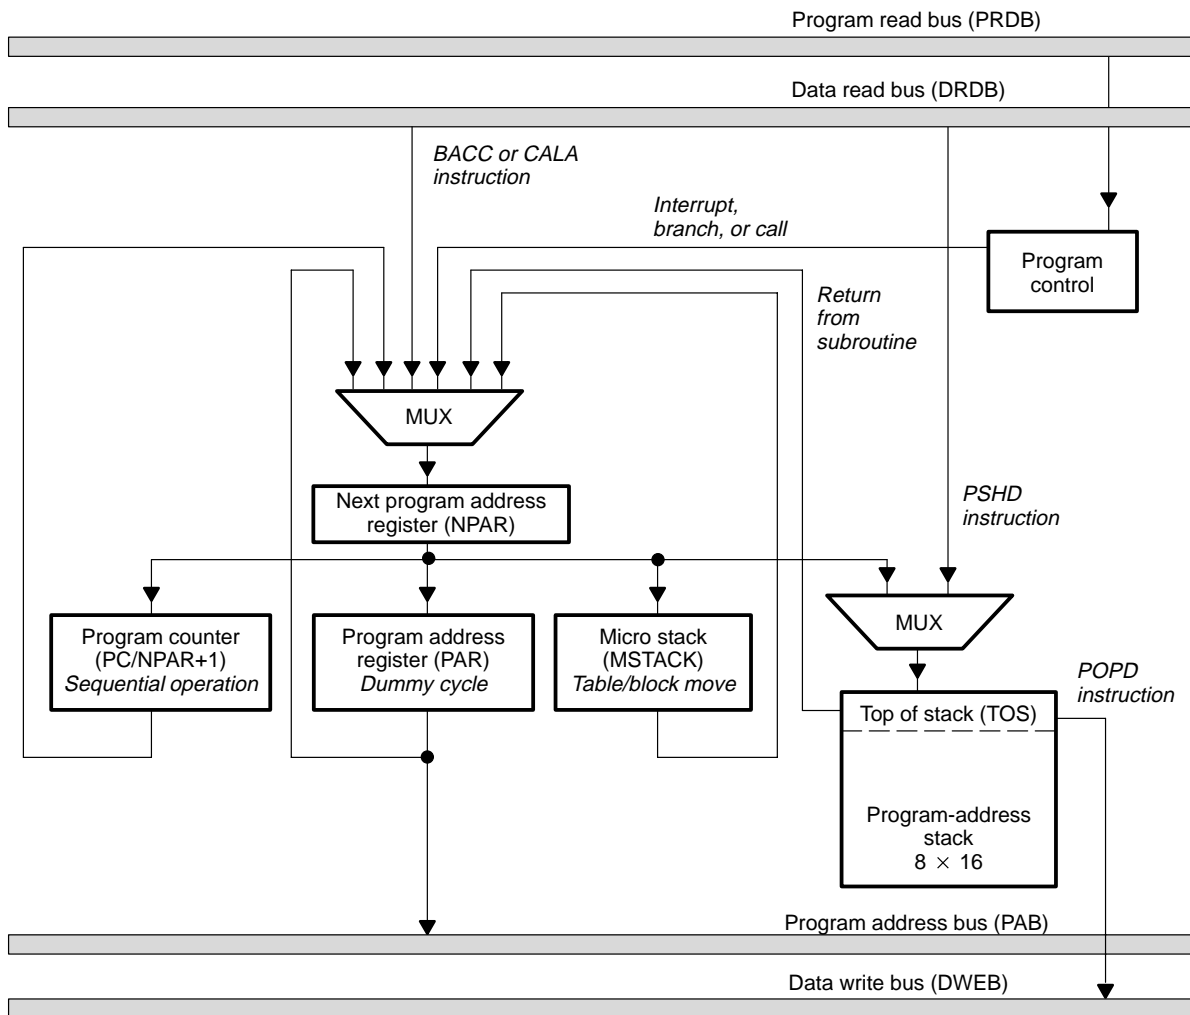 Program read bus (PRDB)
Data read bus (DRDB)
BACC or CALA
instruction
Interrupt,
branch, or call
Program
control
Return
from
subroutine
MUX
Next program address
register (NPAR)
PSHD
instruction
Program counter
(PC/NPAR+1)
Sequential operation
Program address
register (PAR)
Dummy cycle
Micro stack
(MSTACK)
Table/block move
MUX
POPD
instruction
Top of stack (TOS)
Program-address
stack
8 × 16
Program address bus (PAB)
Data write bus (DWEB)